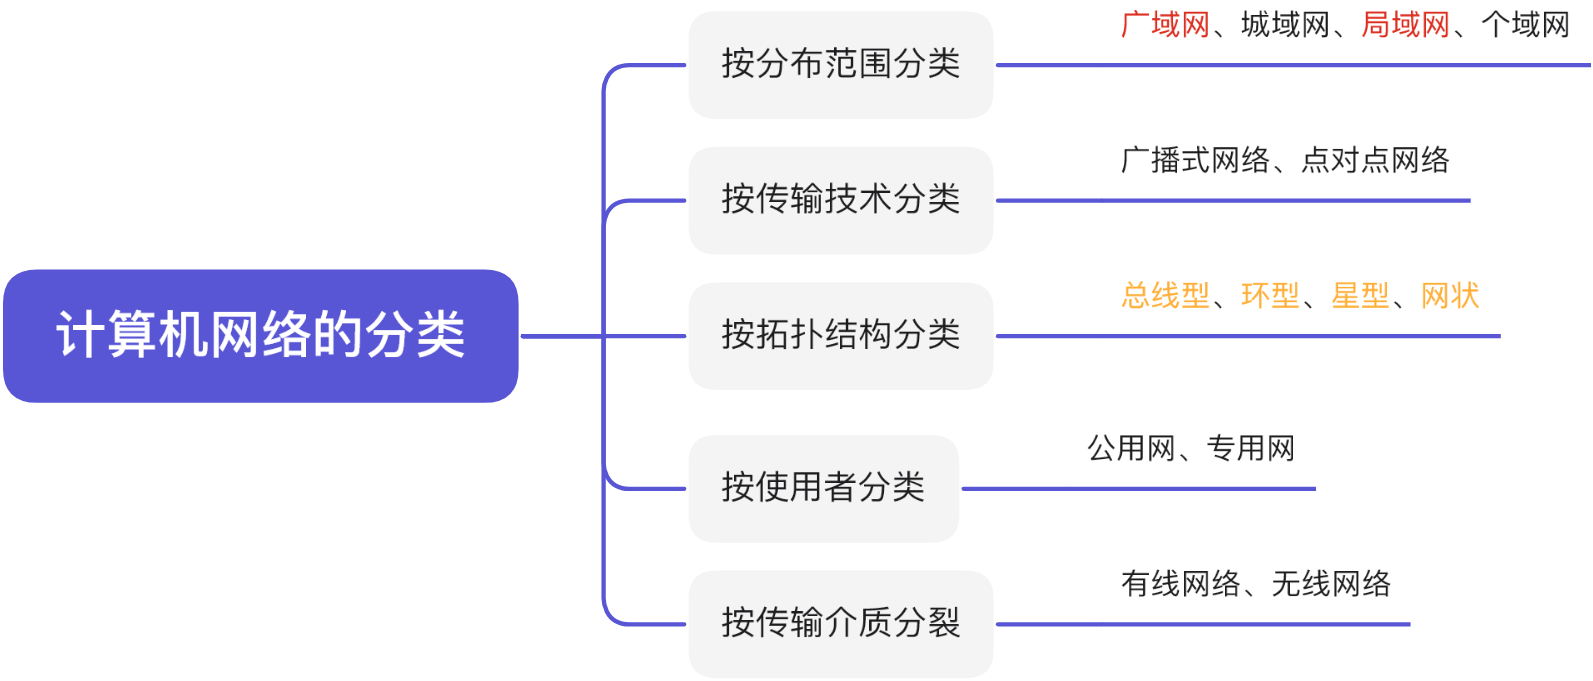 计算机网络的分类
按分布范围分类
广域网、城域网、局域网、个域网
按传输技术分类
广播式网络、点对点网络
按拓扑结构分类
总线型、环型、星型、网状
按使用者分类
公用网、专用网
按传输介质分裂
有线网络、无线网络